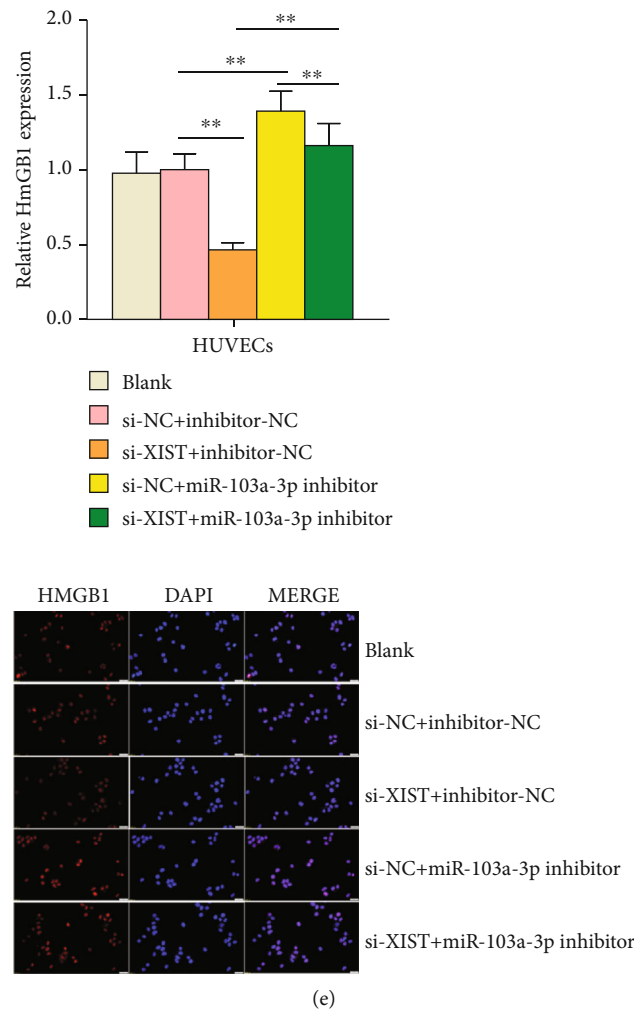 2.0
**
1.5
**
**
**
1.0
0.5
0.0
Relative HmGB1 expression
HUVECs
Blank
si-NC+inhibitor-NC
si-XIST+inhibitor-NC
si-NC+miR-103a-3p inhibitor
si-XIST+miR-103a-3p inhibitor
HMGB1 DAPI MERGE
Blank
si-NC+inhibitor-NC
si-XIST+inhibitor-NC
si-NC+miR-103a-3p inhibitor
si-XIST+miR-103a-3p inhibitor
(e)